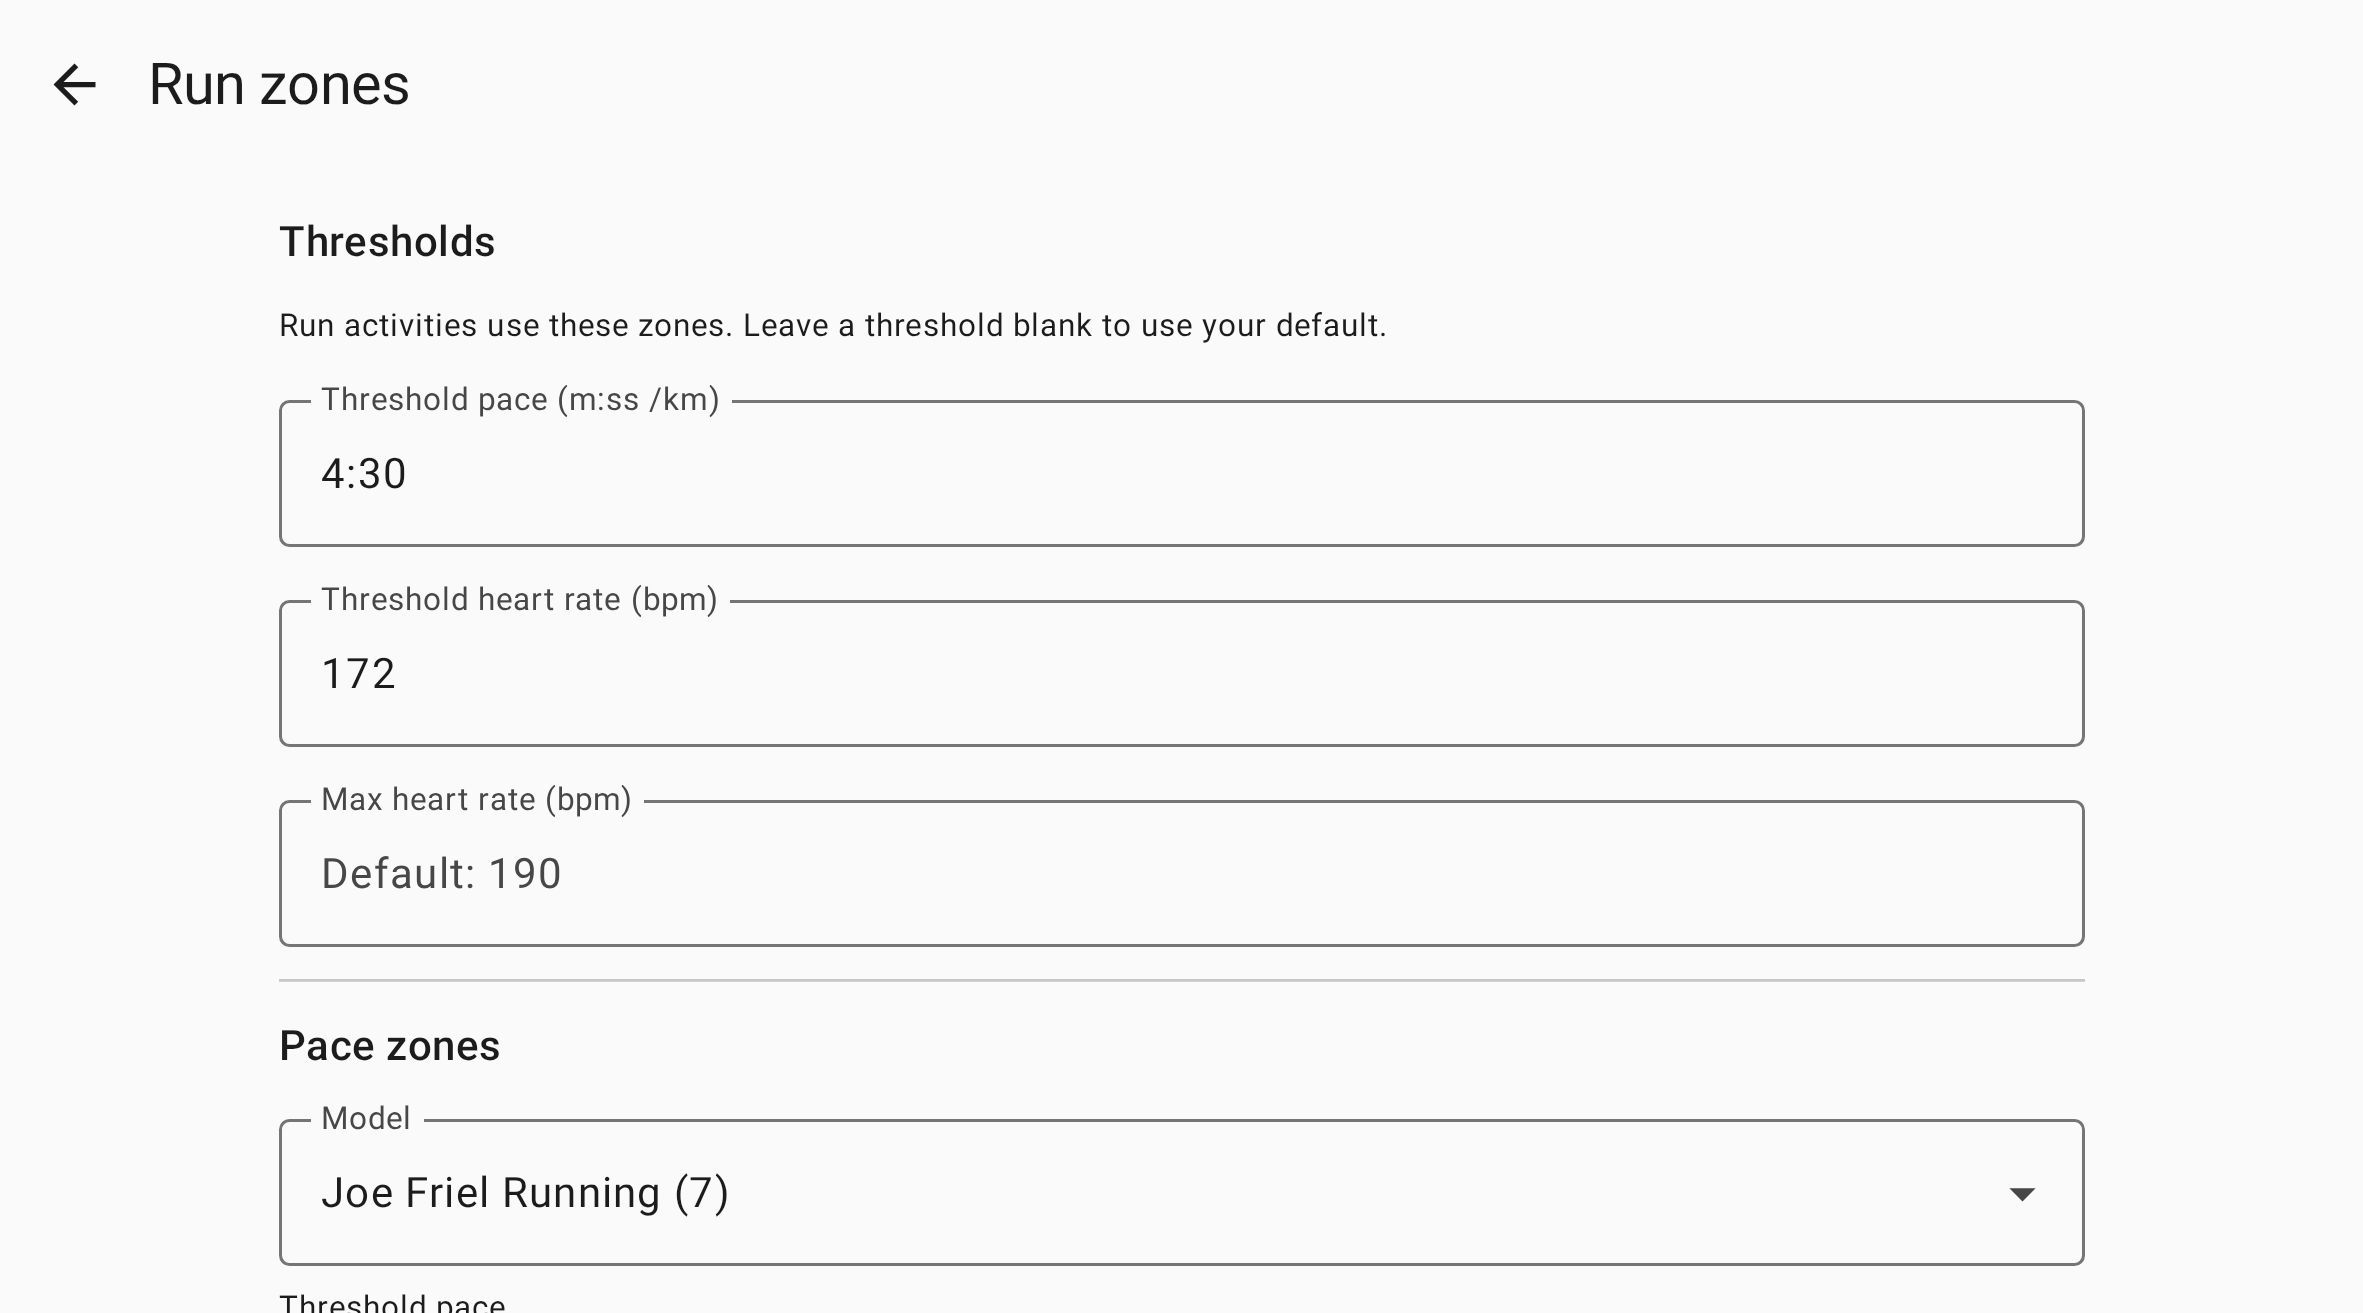 Run zones
Thresholds
Run activities use these zones. Leave a threshold blank to use your default.
Threshold pace (m:ss /km)
4:30
Threshold heart rate (bpm)
172
Max heart rate (bpm)
Default: 190
Pace zones
Model
Joe Friel Running (7)
Threshold pace